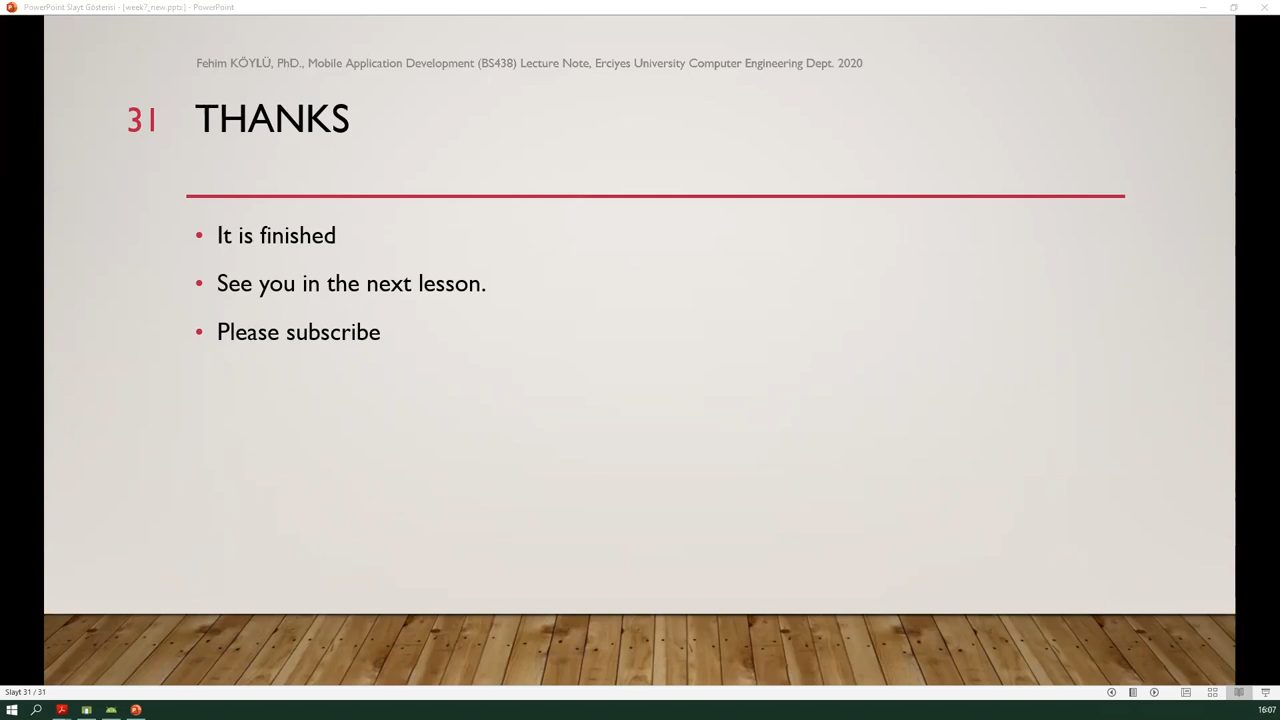 PowerPoint Slayt Gösterisi - [week7_new.pptx] - PowerPoint
Fehim KÖYLÜ, PhD., Mobile Application Development (BS438) Lecture Note, Erciyes University Computer Engineering Dept. 2020
31 THANKS
• It is finished
• See you in the next lesson.
• Please subscribe
Slayt 31 / 31
16:07